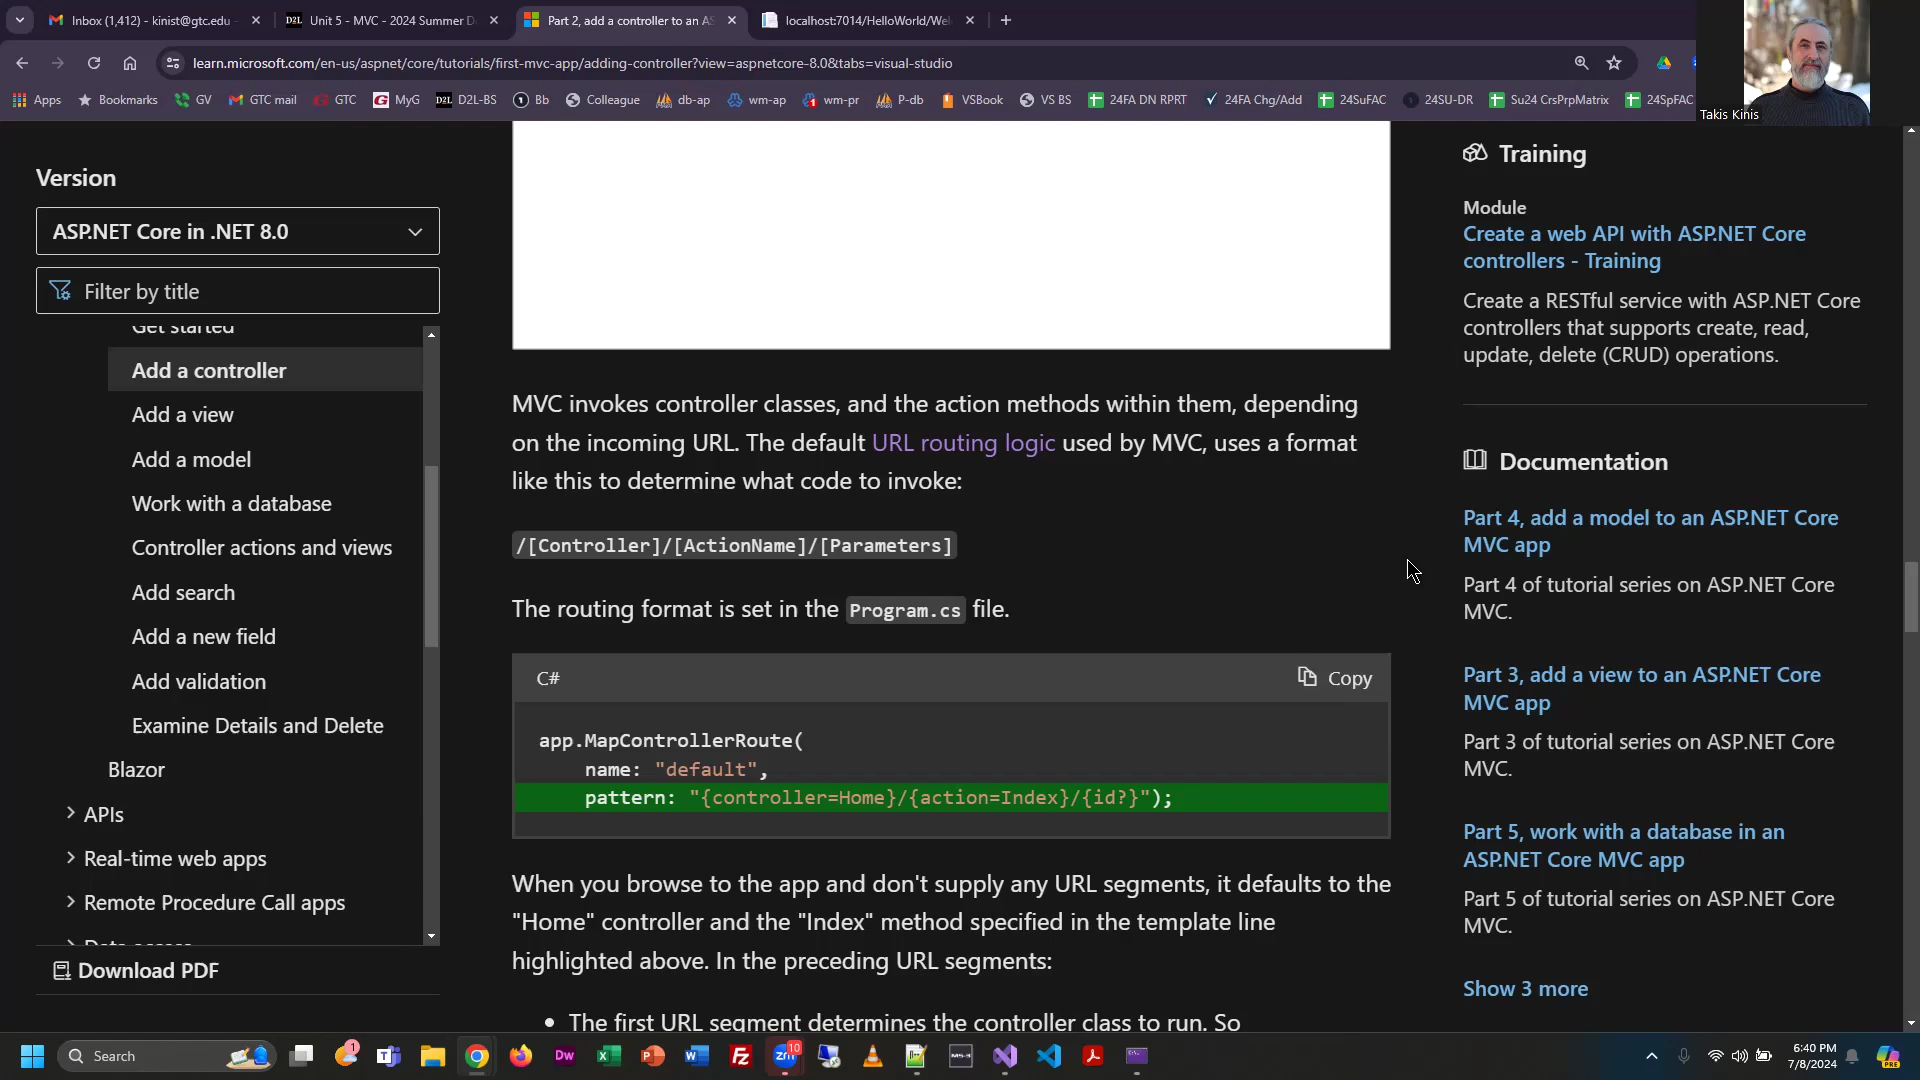 Inbox (1,412) - kinist@gtc.edu
D2L Unit 5 - MVC - 2024 Summer D
Part 2, add a controller to an AS
localhost:7014/HelloWorld/Wel
learn.microsoft.com/en-us/aspnet/core/tutorials/first-mvc-app/adding-controller?view=aspnetcore-8.0&tabs=visual-studio
Apps Bookmarks GV GTC mail GTC MyG D2L-BS Bb Colleague db-ap wm-ap wm-pr P-db VSBook VS BS 24FA DN RPRT 24FA Chg/Add 24SuFAC 24SU-DR Su24 CrsPrpMatrix 24SpFAC
Takis Kinis
Version
ASP.NET Core in .NET 8.0
Filter by title
Get started
Add a controller
Add a view
Add a model
Work with a database
Controller actions and views
Add search
Add a new field
Add validation
Examine Details and Delete
Blazor
APIs
Real-time web apps
Remote Procedure Call apps
Data access
Download PDF
MVC invokes controller classes, and the action methods within them, depending
on the incoming URL. The default URL routing logic used by MVC, uses a format
like this to determine what code to invoke:
/[Controller]/[ActionName]/[Parameters]
The routing format is set in the Program.cs file.
C#
Copy
app.MapControllerRoute(
name: "default",
pattern: "{controller=Home}/{action=Index}/{id?}");
When you browse to the app and don't supply any URL segments, it defaults to the
"Home" controller and the "Index" method specified in the template line
highlighted above. In the preceding URL segments:
• The first URL segment determines the controller class to run. So
Training
Module
Create a web API with ASP.NET Core
controllers - Training
Create a RESTful service with ASP.NET Core
controllers that supports create, read,
update, delete (CRUD) operations.
Documentation
Part 4, add a model to an ASP.NET Core
MVC app
Part 4 of tutorial series on ASP.NET Core
MVC.
Part 3, add a view to an ASP.NET Core
MVC app
Part 3 of tutorial series on ASP.NET Core
MVC.
Part 5, work with a database in an
ASP.NET Core MVC app
Part 5 of tutorial series on ASP.NET Core
MVC.
Show 3 more
Search
1
Dw
10
6:40 PM
7/8/2024